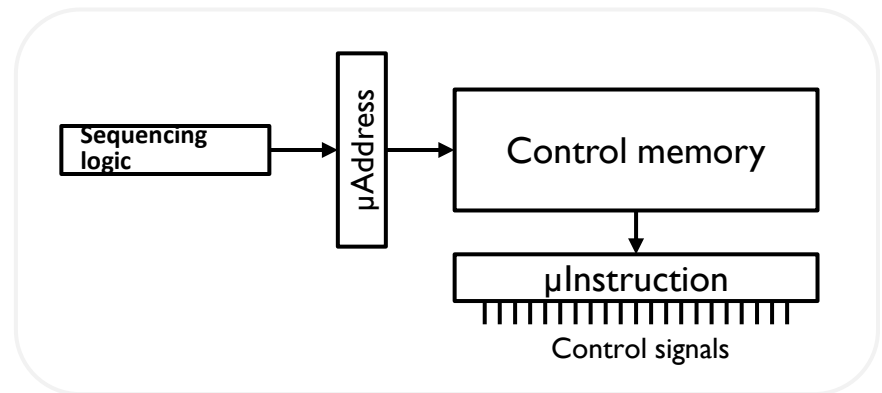 Sequencing
logic
µAddress
Control memory
µInstruction
Control signals